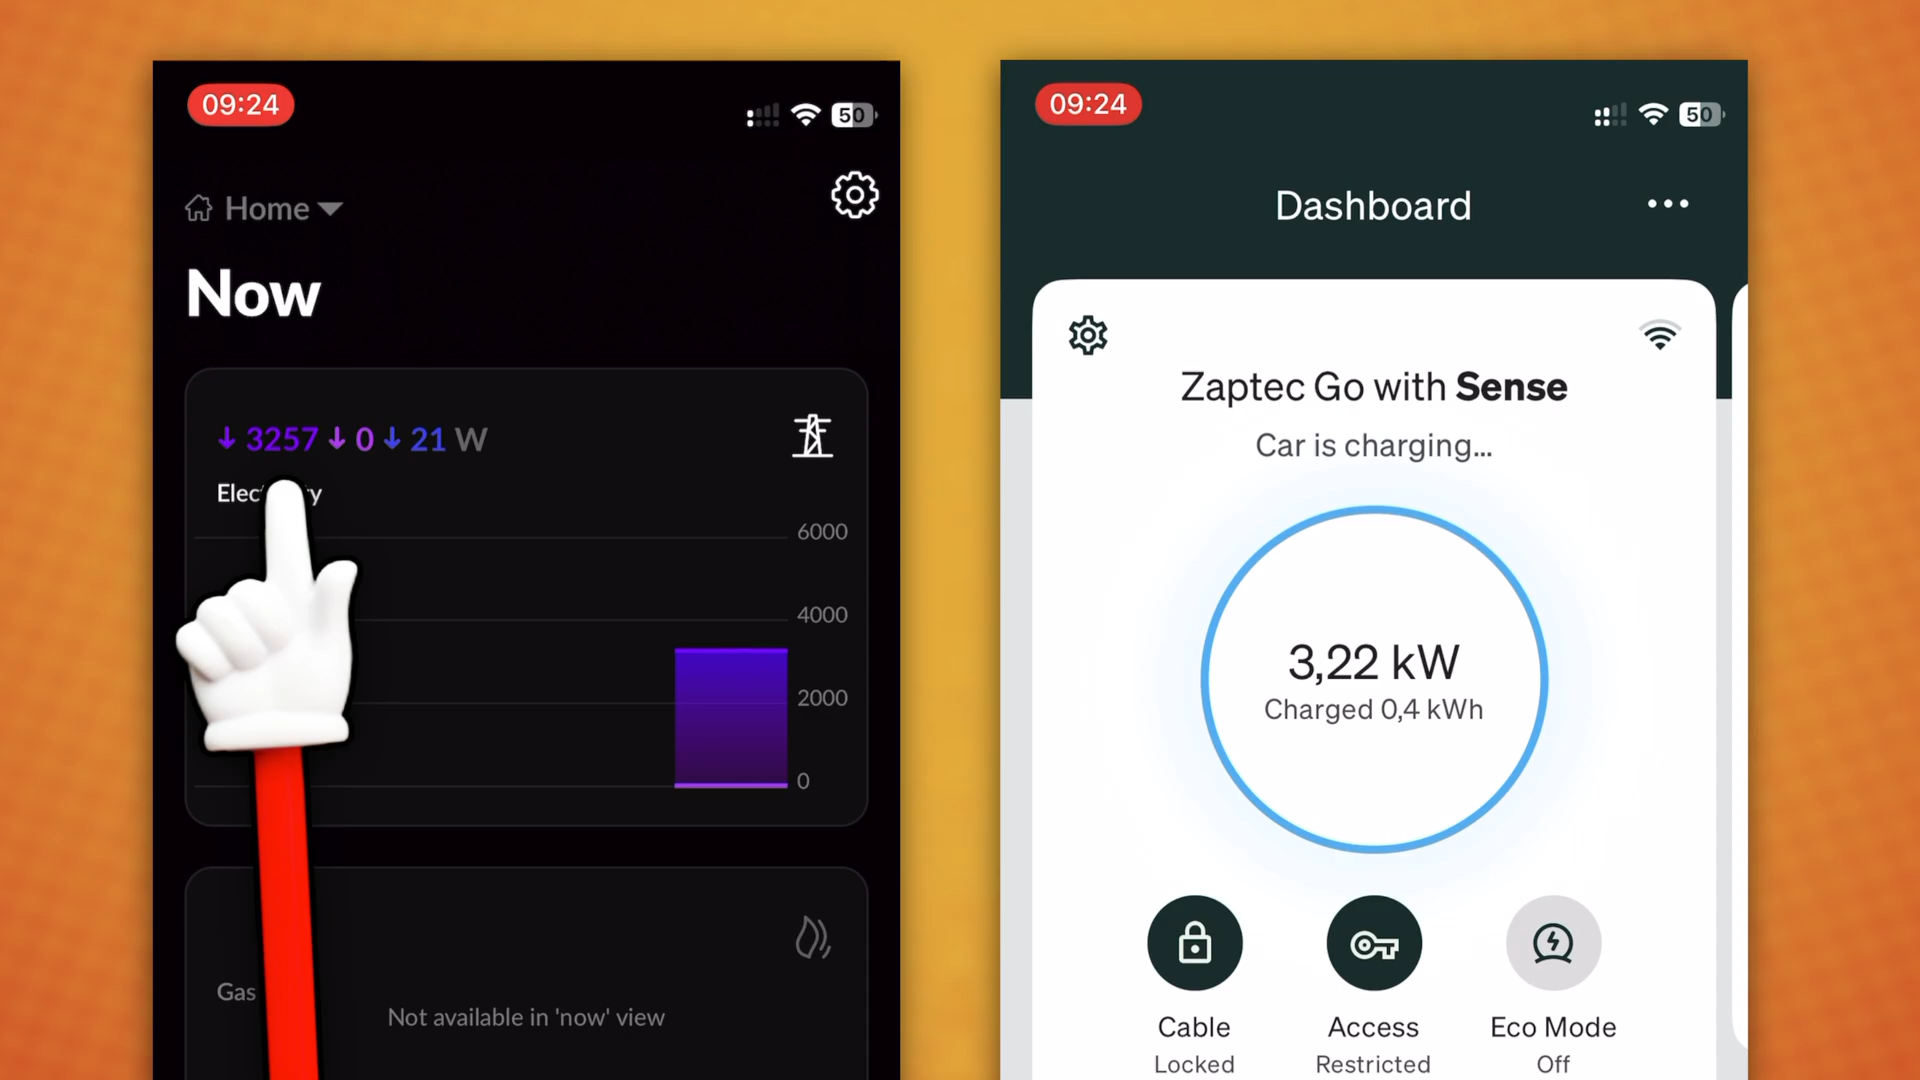 09:24
50
Home
Now
↓ 3257 ↓ 0 ↓ 21 W
6000
4000
2000
0
Gas
Not available in 'now' view
09:24
50
Dashboard
Zaptec Go with Sense
Car is charging...
3,22 kW
Charged 0,4 kWh
Cable
Locked
Access
Restricted
Eco Mode
Off